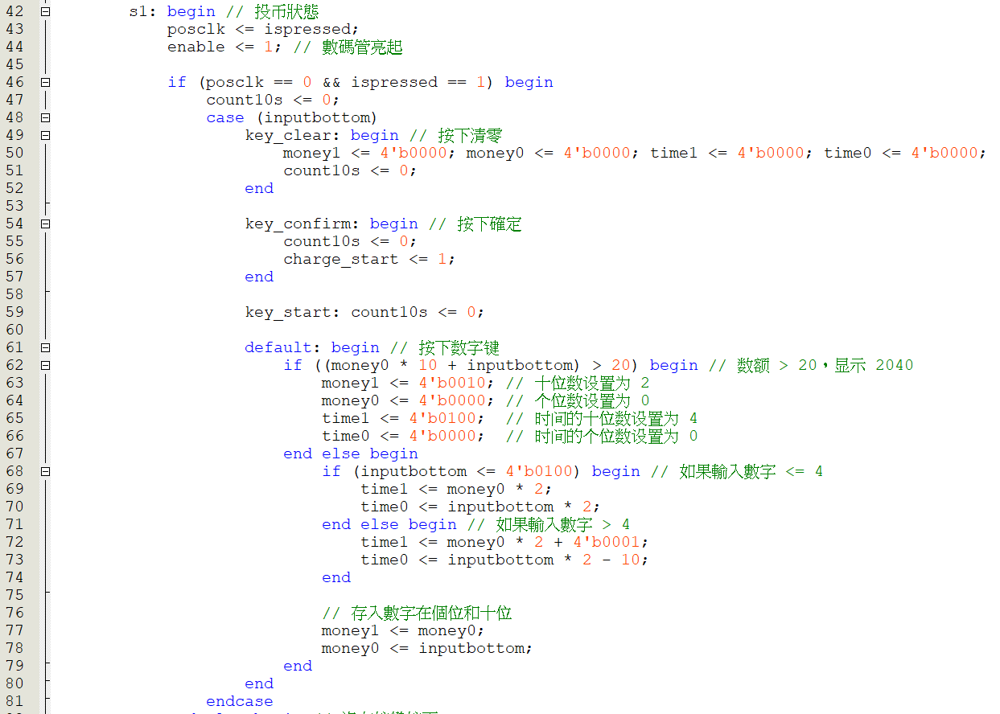 42 s1: begin // 投币狀態
43 posclk <= ispressed;
44 enable <= 1; // 數碼管亮起
45
46 if (posclk == 0 && ispressed == 1) begin
47 count10s <= 0;
48 case (inputbottom)
49 key_clear: begin // 按下清零
50 money1 <= 4'b0000; money0 <= 4'b0000; time1 <= 4'b0000; time0 <= 4'b0000;
51 count10s <= 0;
52 end
53
54 key_confirm: begin // 按下確定
55 count10s <= 0;
56 charge_start <= 1;
57 end
58
59 key_start: count10s <= 0;
60
61 default: begin // 按下数字键
62 if ((money0 * 10 + inputbottom) > 20) begin // 数额 > 20，显示 2040
63 money1 <= 4'b0010; // 十位数设置为 2
64 money0 <= 4'b0000; // 个位数设置为 0
65 time1 <= 4'b0100; // 时间的十位数设置为 4
66 time0 <= 4'b0000; // 时间的个位数设置为 0
67 end else begin
68 if (inputbottom <= 4'b0100) begin // 如果輸入數字 <= 4
69 time1 <= money0 * 2;
70 time0 <= inputbottom * 2;
71 end else begin // 如果輸入數字 > 4
72 time1 <= money0 * 2 + 4'b0001;
73 time0 <= inputbottom * 2 - 10;
74 end
75
76 // 存入數字在個位和十位
77 money1 <= money0;
78 money0 <= inputbottom;
79 end
80 end
81 endcase